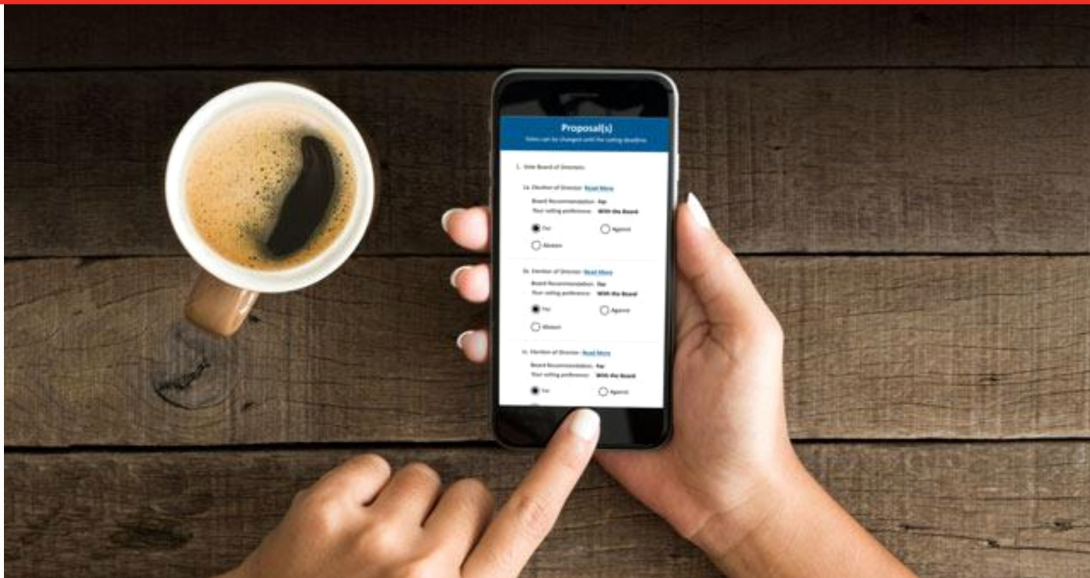 Proposal(s)
Votes can be changed until the voting deadline
1. Vote Board of Directors:
1a. Election of Director Read More
Board Recommendation: For
Your voting preference: With the Board
For
Against
Abstain
1b. Election of Director Read More
Board Recommendation: For
Your voting preference: With the Board
For
Against
Abstain
1c. Election of Director Read More
Board Recommendation: For
Your voting preference: With the Board
For
Against